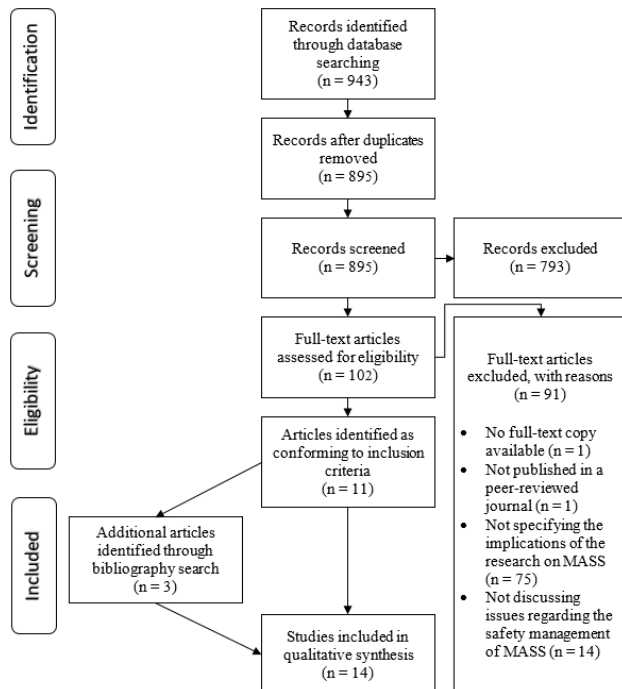 Identification
Records identified
through database
searching
(n = 943)
Records after duplicates
removed
(n = 895)
Screening
Records screened
(n = 895)
Records excluded
(n = 793)
Eligibility
Full-text articles
assessed for eligibility
(n = 102)
Full-text articles
excluded, with reasons
(n = 91)
• No full-text copy
available (n = 1)
• Not published in a
peer-reviewed
journal (n = 1)
• Not specifying the
implications of the
research on MASS
(n = 75)
• Not discussing
issues regarding the
safety management
of MASS (n = 14)
Articles identified as
conforming to inclusion
criteria
(n = 11)
Included
Additional articles
identified through
bibliography search
(n = 3)
Studies included in
qualitative synthesis
(n = 14)